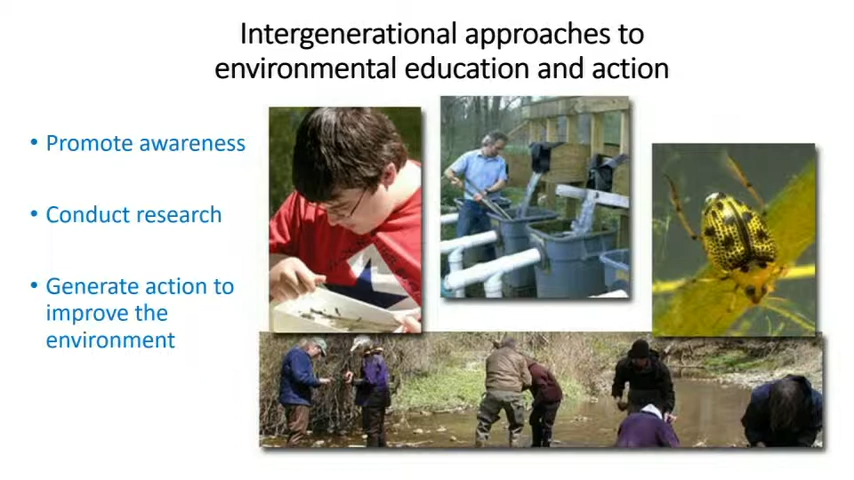 Intergenerational approaches to
environmental education and action
• Promote awareness
• Conduct research
• Generate action to
improve the
environment